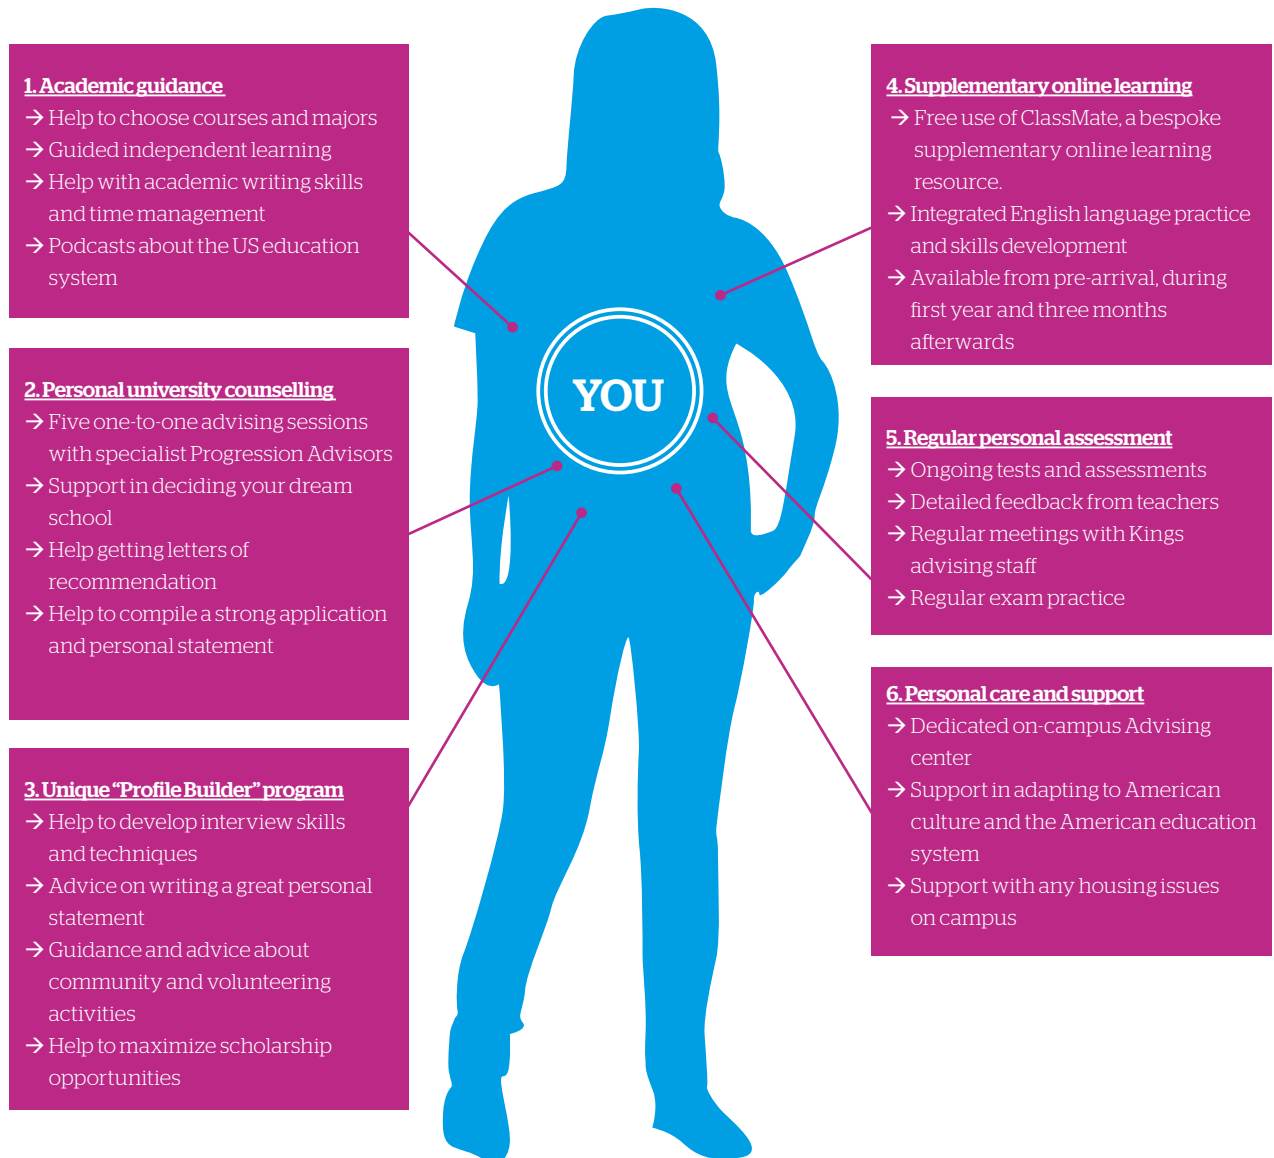 1. Academic guidance
→ Help to choose courses and majors
→ Guided independent learning
→ Help with academic writing skills
and time management
→ Podcasts about the US education
system
2. Personal university counselling
→ Five one-to-one advising sessions
with specialist Progression Advisors
→ Support in deciding your dream
school
→ Help getting letters of
recommendation
→ Help to compile a strong application
and personal statement
3. Unique “Profile Builder” program
→ Help to develop interview skills
and techniques
→ Advice on writing a great personal
statement
→ Guidance and advice about
community and volunteering
activities
→ Help to maximize scholarship
opportunities
YOU
4. Supplementary online learning
→ Free use of ClassMate, a bespoke
supplementary online learning
resource.
→ Integrated English language practice
and skills development
→ Available from pre-arrival, during
first year and three months
afterwards
5. Regular personal assessment
→ Ongoing tests and assessments
→ Detailed feedback from teachers
→ Regular meetings with Kings
advising staff
→ Regular exam practice
6. Personal care and support
→ Dedicated on-campus Advising
center
→ Support in adapting to American
culture and the American education
system
→ Support with any housing issues
on campus